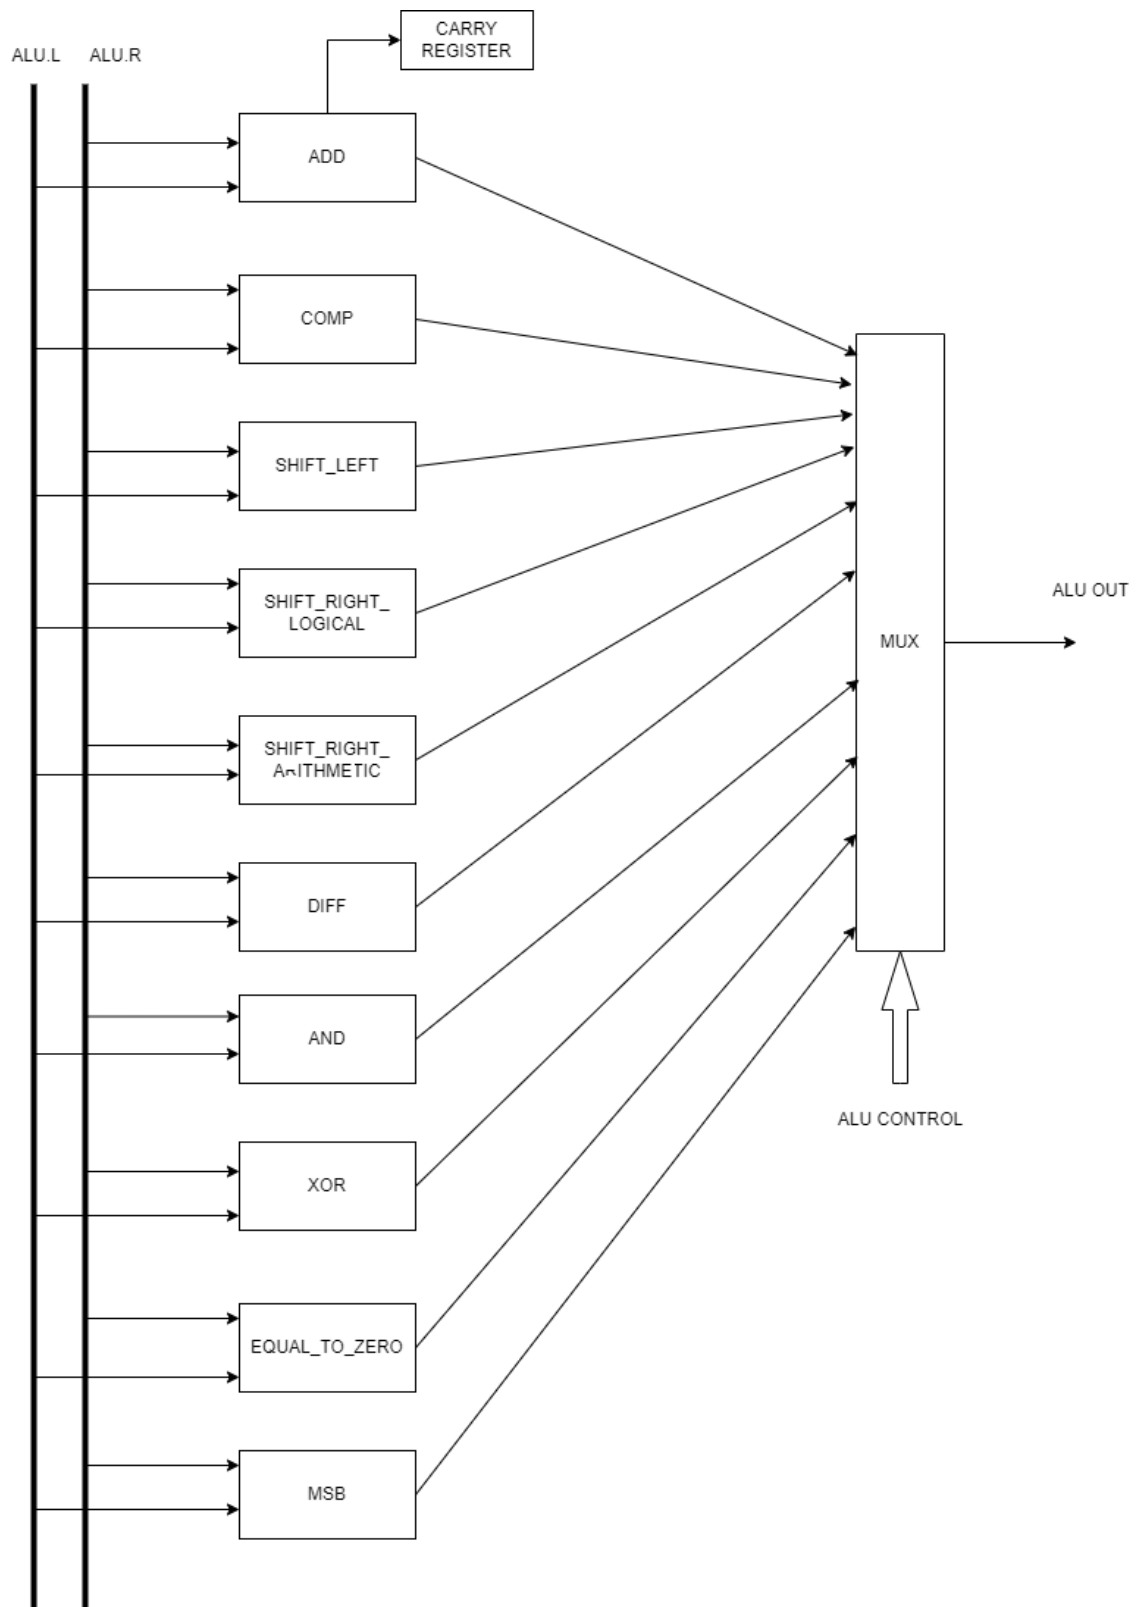 CARRY
REGISTER
ALU.L
ALU.R
ADD
COMP
SHIFT_LEFT
SHIFT_RIGHT_
LOGICAL
SHIFT_RIGHT_
ARITHMETIC
DIFF
AND
XOR
EQUAL_TO_ZERO
MSB
MUX
ALU OUT
ALU CONTROL